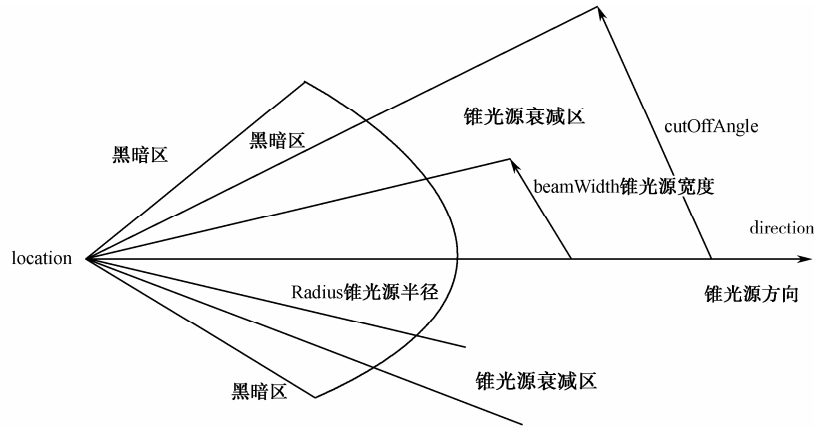 锥光源衰减区
cutOffAngle
黑暗区
黑暗区
beamWidth锥光源宽度
direction
location
Radius锥光源半径
锥光源方向
锥光源衰减区
黑暗区